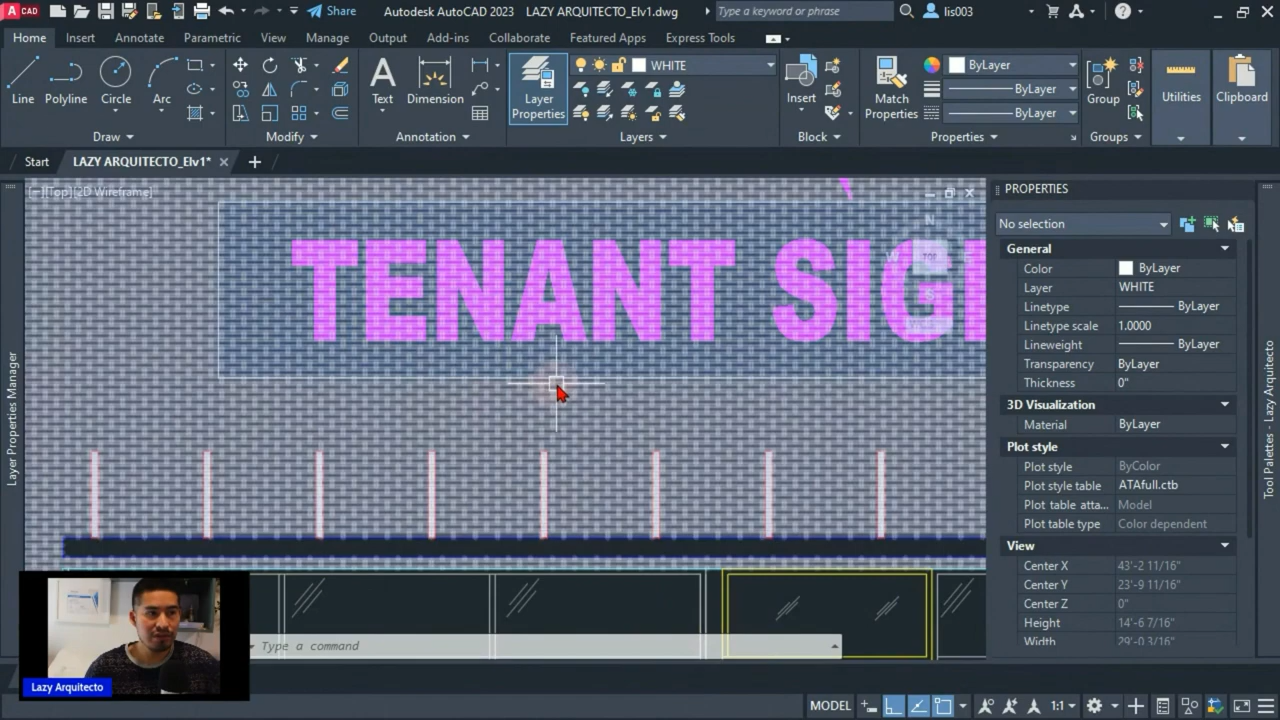 CAD
Share
Autodesk AutoCAD 2023 LAZY ARQUITECTO_Elv1.dwg
Type a keyword or phrase
lis003
Home Insert Annotate Parametric View Manage Output Add-ins Collaborate Featured Apps Express Tools
Line Polyline Circle Arc
Text Dimension
Layer Properties
WHITE
Insert
Match Properties
ByLayer
ByLayer
ByLayer
Group
Utilities
Clipboard
Draw Modify Annotation Layers Block Properties Groups
Start
LAZY ARQUITECTO_Elv1*
[−][Top][2D Wireframe]
TENANT SIG
N
W
TOP
S
PROPERTIES
No selection
General
Color ByLayer
Layer WHITE
Linetype ByLayer
Linetype scale 1.0000
Lineweight ByLayer
Transparency ByLayer
Thickness 0"
3D Visualization
Material ByLayer
Plot style
Plot style ByColor
Plot style table ATAfull.ctb
Plot table atta... Model
Plot table type Color dependent
View
Center X 43'-2 11/16"
Center Y 23'-9 11/16"
Center Z 0"
Height 14'-6 7/16"
Width 29'-0 3/16"
Layer Properties Manager
Tool Palettes - Lazy Arquitecto
Type a command
Lazy Arquitecto
MODEL
1:1